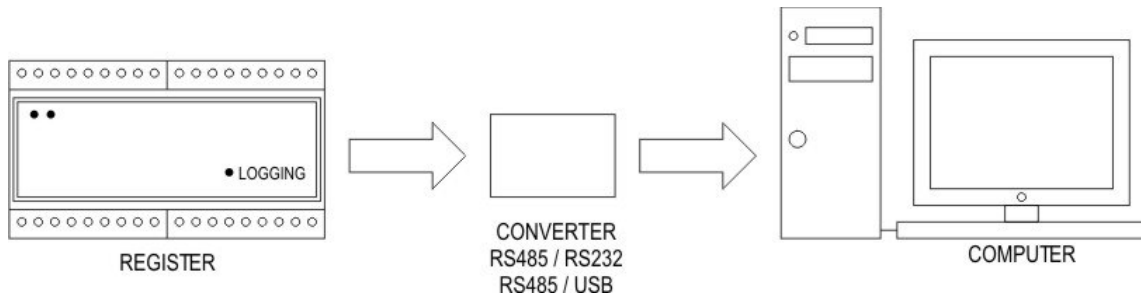 LOGGING
REGISTER
CONVERTER
RS485 / RS232
RS485 / USB
COMPUTER